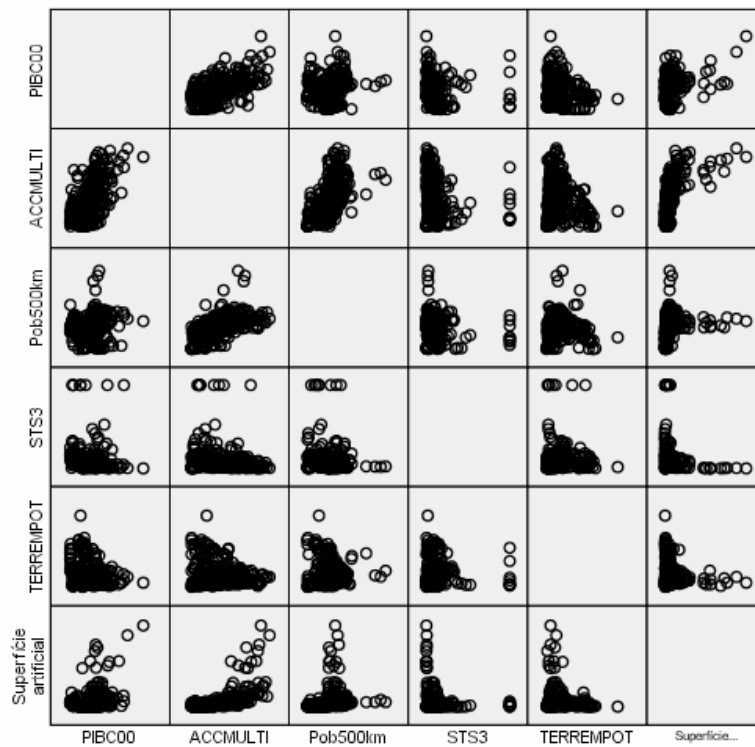 PIBC00
ACCMULTI
Pob500km
STS3
TERREMPOT
Superfície
artificial
PIBC00 ACCMULTI Pob500km STS3 TERREMPOT Superfície...